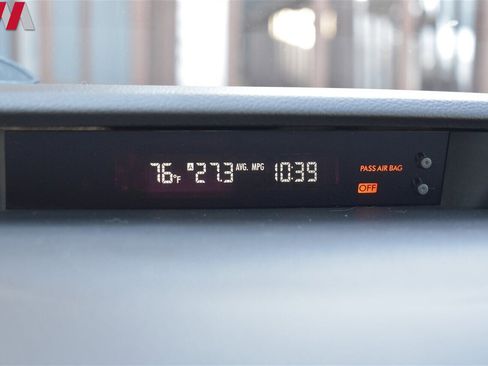 76°F A 27.3 AVG. MPG 10:39
PASS AIR BAG
OFF